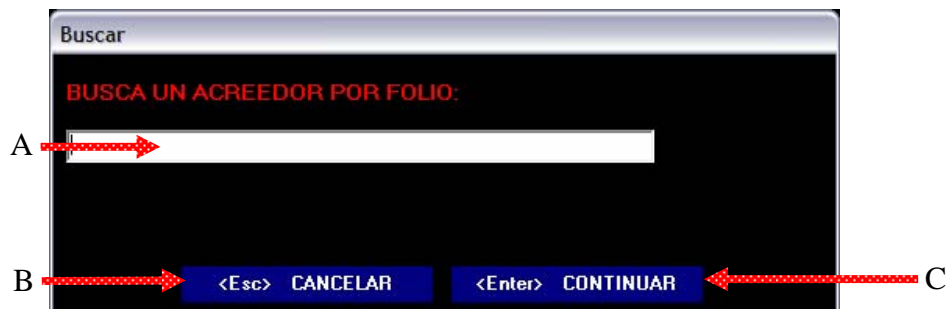 Buscar
BUSCA UN ACREEDOR POR FOLIO:
A
B <Esc> CANCELAR <Enter> CONTINUAR C